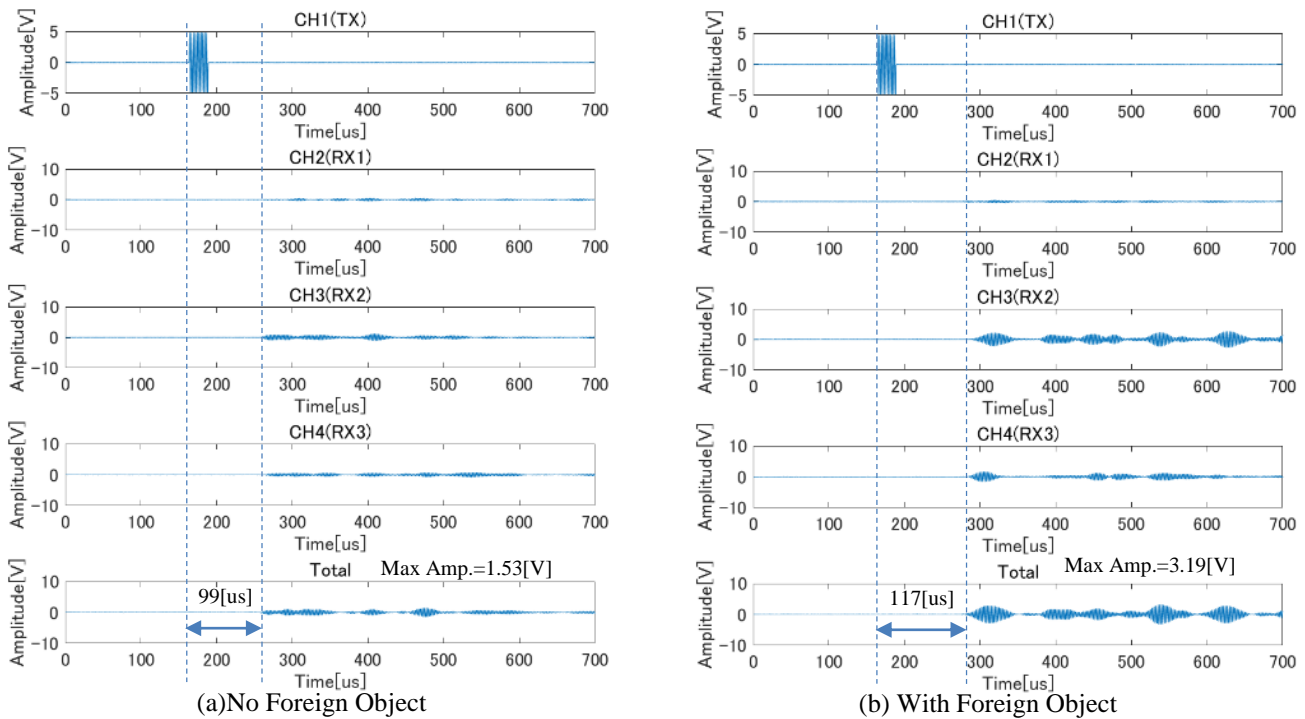 CH1(TX)
Amplitude[V]
5
0
-5
0 100 200 300 400 500 600 700
Time[us]
CH2(RX1)
Amplitude[V]
10
0
-10
0 100 200 300 400 500 600 700
Time[us]
CH3(RX2)
Amplitude[V]
10
0
-10
0 100 200 300 400 500 600 700
Time[us]
CH4(RX3)
Amplitude[V]
10
0
-10
0 100 200 300 400 500 600 700
Time[us]
Total
Max Amp.=1.53[V]
Amplitude[V]
10
0
-10
99[us]
0 100 200 300 400 500 600 700
Time[us]
(a)No Foreign Object
CH1(TX)
Amplitude[V]
5
0
-5
0 100 200 300 400 500 600 700
Time[us]
CH2(RX1)
Amplitude[V]
10
0
-10
0 100 200 300 400 500 600 700
Time[us]
CH3(RX2)
Amplitude[V]
10
0
-10
0 100 200 300 400 500 600 700
Time[us]
CH4(RX3)
Amplitude[V]
10
0
-10
0 100 200 300 400 500 600 700
Time[us]
Total
Max Amp.=3.19[V]
Amplitude[V]
10
0
-10
117[us]
0 100 200 300 400 500 600 700
Time[us]
(b) With Foreign Object